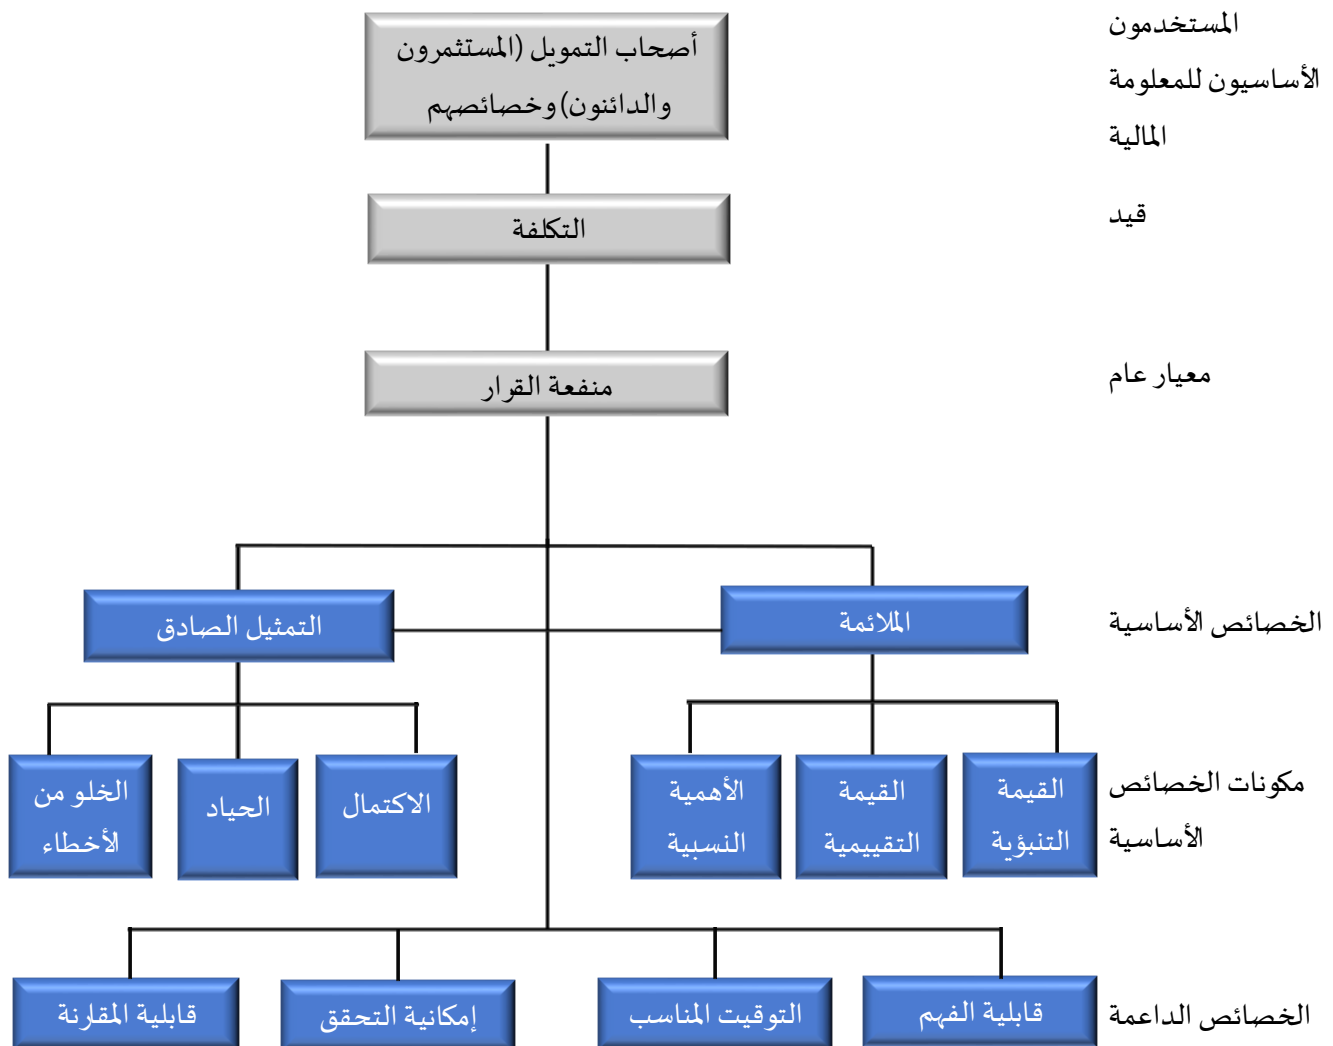 المستخدمون
الأساسيون للمعلومة
المالية
أصحاب التمويل (المستثمرون
والدائنون) وخصائصهم
قيد
التكلفة
معيار عام
منفعة القرار
الخصائص الأساسية
الملائمة
التمثيل الصادق
مكونات الخصائص
الأساسية
القيمة
التنبؤية
القيمة
التقييمية
الأهمية
النسبية
الاكتمال
الحياد
الخلو من
الأخطاء
الخصائص الداعمة
قابلية الفهم
التوقيت المناسب
إمكانية التحقق
قابلية المقارنة